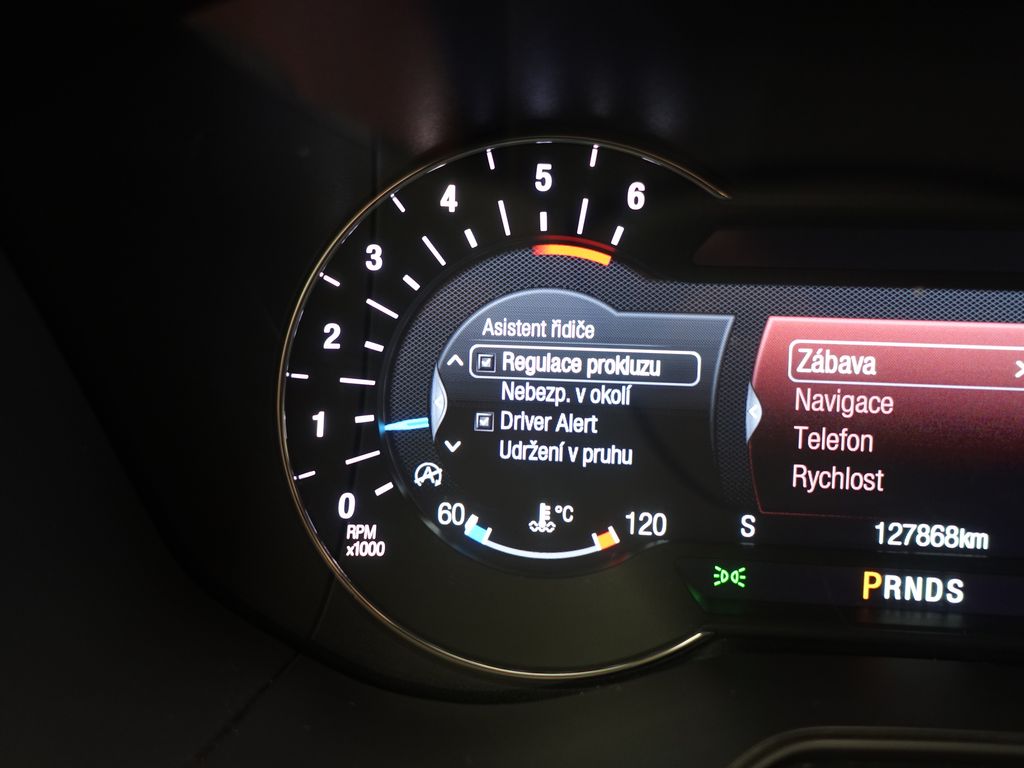 6
5
4
3
2
1
0
RPM
x1000
Asistent řidiče
Regulace prokluzu
Nebezp. v okolí
Driver Alert
Udržení v pruhu
A
60 °C 120
Zábava
Navigace
Telefon
Rychlost
S 127868km
PRNDS